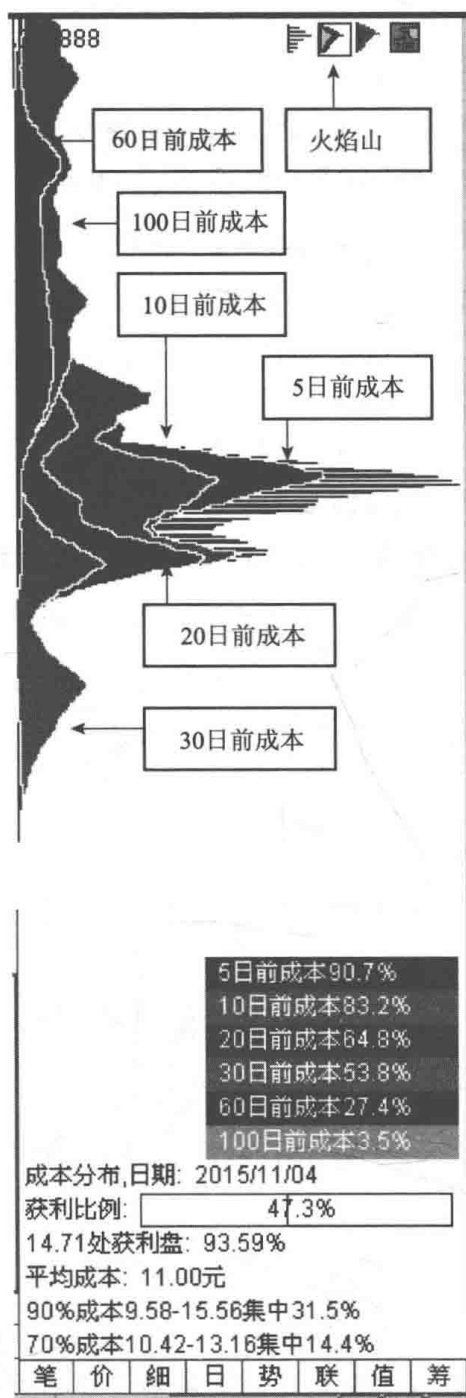 888
60日前成本
火焰山
100日前成本
10日前成本
5日前成本
20日前成本
30日前成本
5日前成本90.7%
10日前成本83.2%
20日前成本64.8%
30日前成本53.8%
60日前成本27.4%
100日前成本3.5%
成本分布,日期: 2015/11/04
获利比例: 47.3%
14.71处获利盘: 93.59%
平均成本: 11.00元
90%成本9.58-15.56集中31.5%
70%成本10.42-13.16集中14.4%
笔 价 细 日 势 联 值 筹